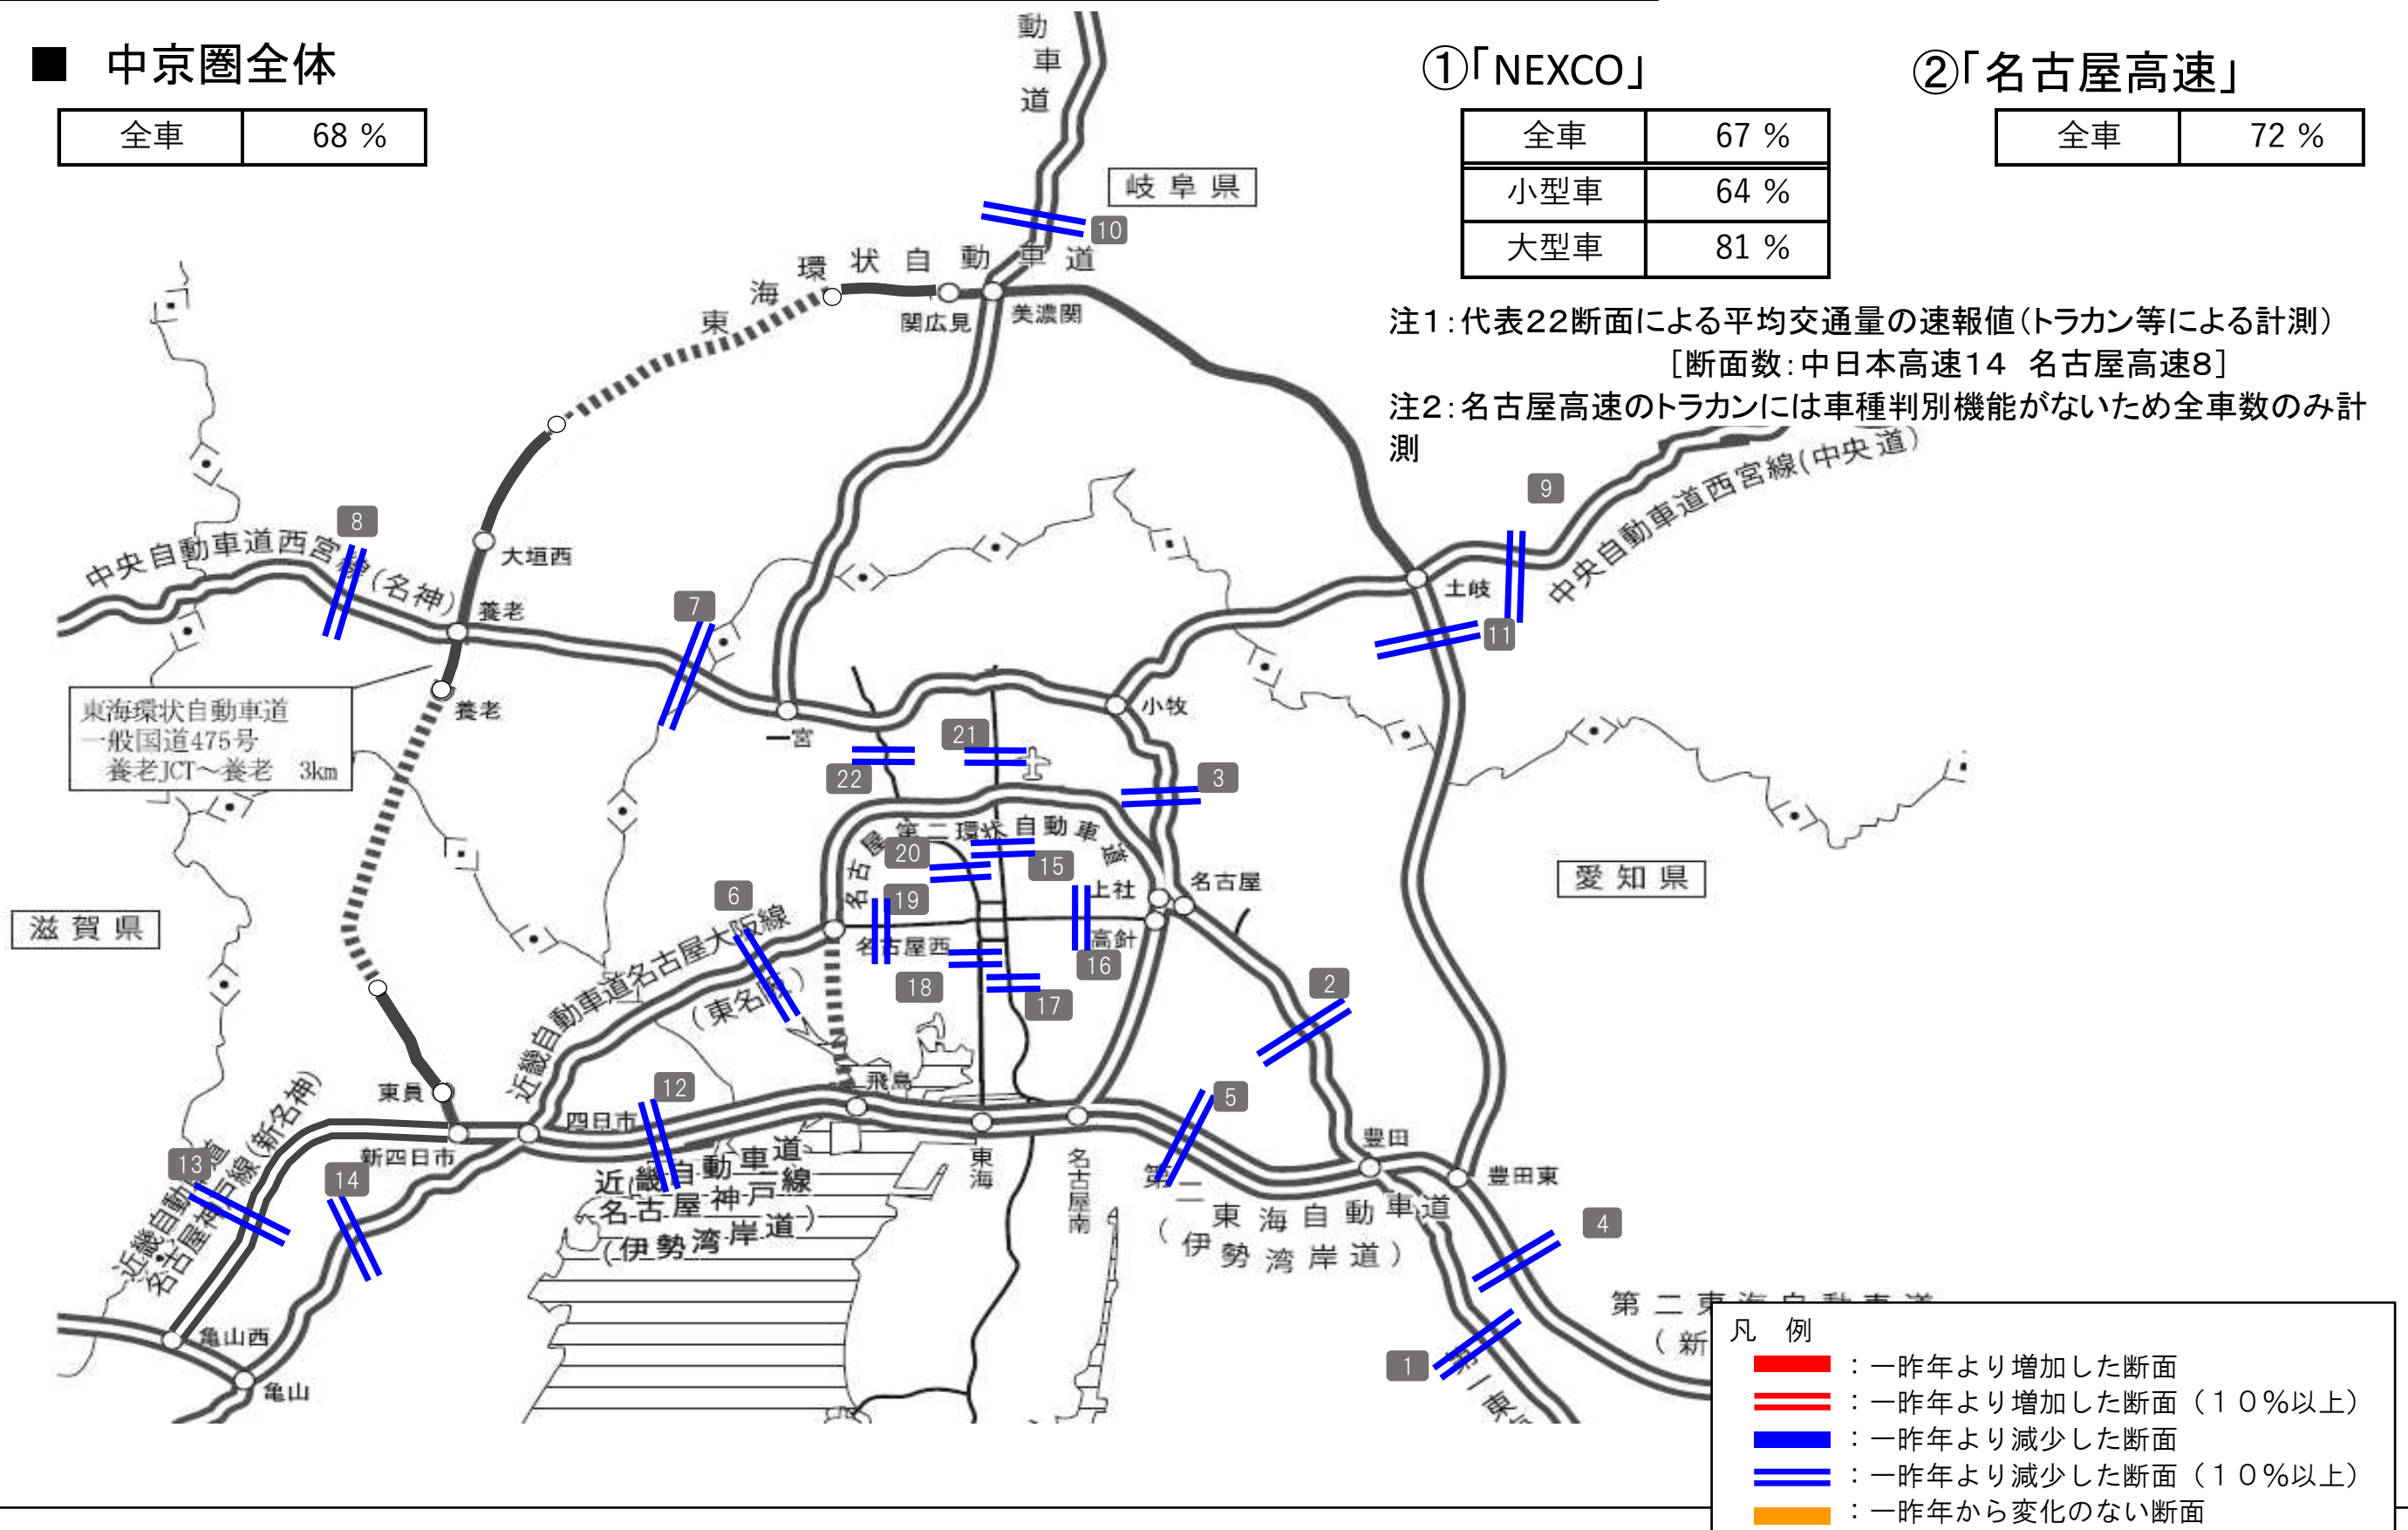 ■ 中京圏全体
全車 68 %
①「NEXCO」
全車 67 %
小型車 64 %
大型車 81 %
②「名古屋高速」
全車 72 %
注1：代表22断面による平均交通量の速報値（トラカン等による計測）
［断面数：中日本高速14　名古屋高速8］
注2：名古屋高速のトラカンには車種判別機能がないため全車数のみ計
測
動車道
岐阜県
10
東海環状自動車道
関広見
美濃関
9
中央自動車道西宮線(中央道)
8
中央自動車道西宮線(名神)
大垣西
養老
7
土岐
11
東海環状自動車道
一般国道475号
養老JCT～養老　3km
養老
一宮
小牧
21
22
3
名古屋第二環状自動車道
20
15
上社
名古屋
愛知県
6
19
滋賀県
名古屋西
高針
16
近畿自動車道名古屋大阪線
(東名阪)
18
17
2
東員
12
飛島
5
四日市
新四日市
13
14
近畿自動車道
名古屋神戸線(新名神)
近畿自動車道
名古屋神戸線
(伊勢湾岸道)
東海
名古屋南
豊田
豊田東
第二東海自動車道
(伊勢湾岸道)
4
亀山西
亀山
1
第二東海自動車道
(新
第一東
凡　例
：一昨年より増加した断面
：一昨年より増加した断面（１０％以上）
：一昨年より減少した断面
：一昨年より減少した断面（１０％以上）
：一昨年から変化のない断面